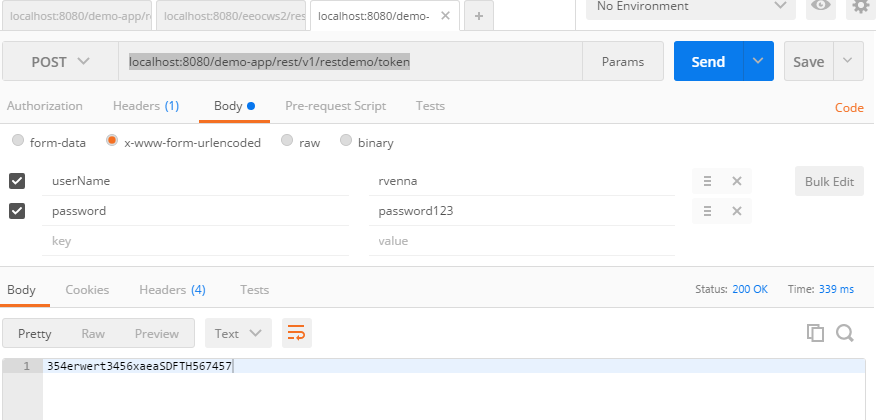 localhost:8080/demo-app/re
localhost:8080/eeocws2/res
localhost:8080/demo-
No Environment
POST
localhost:8080/demo-app/rest/v1/restdemo/token
Params
Send
Save
Authorization
Headers (1)
Body
Pre-request Script
Tests
Code
form-data
x-www-form-urlencoded
raw
binary
userName
rvenna
Bulk Edit
password
password123
key
value
Body
Cookies
Headers (4)
Tests
Status: 200 OK
Time: 339 ms
Pretty
Raw
Preview
Text
1
354erwert3456xaeaSDFTH567457